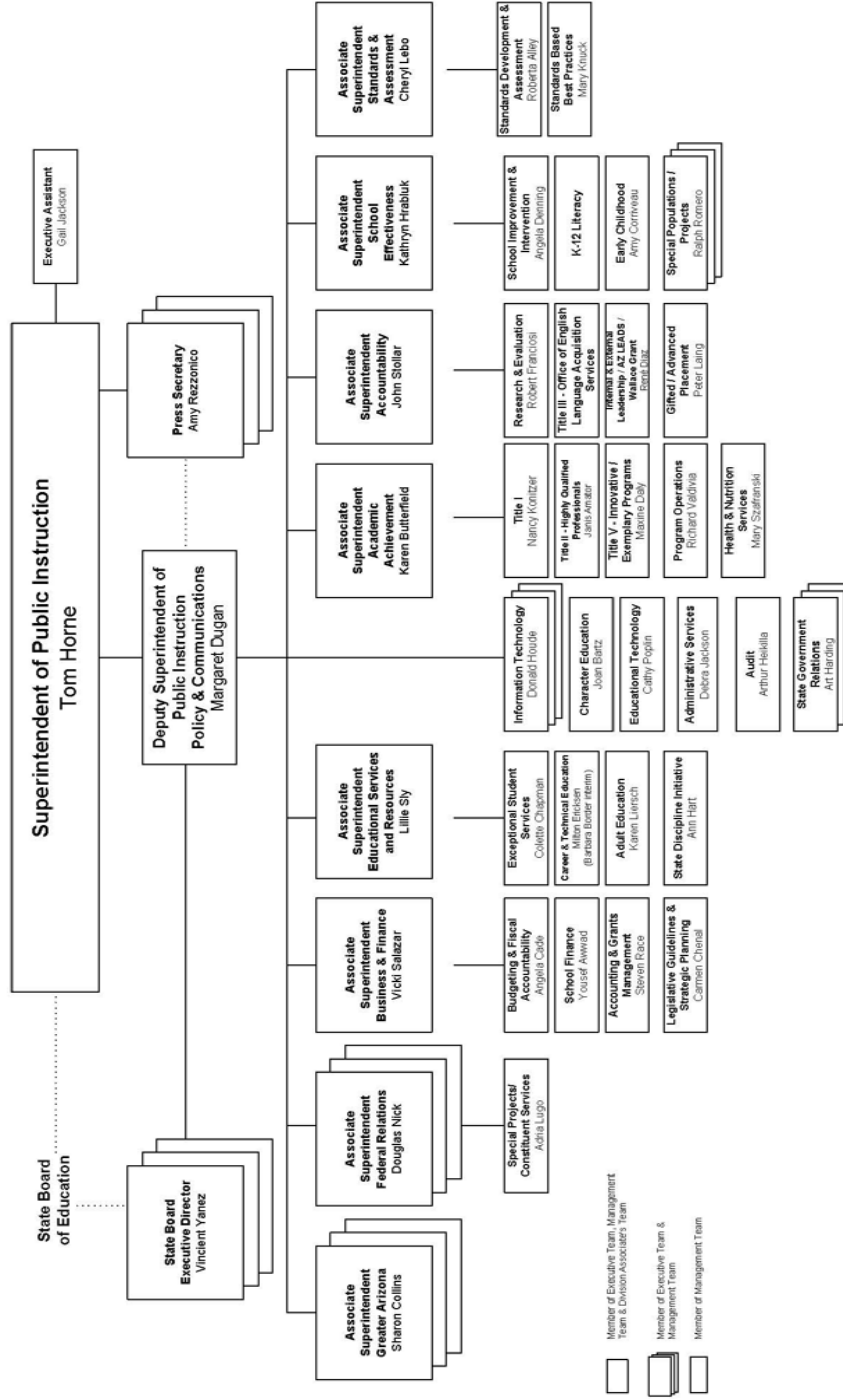 Superintendent of Public Instruction
Tom Horne
Executive Assistant
Gail Jackson
State Board
of Education
State Board
Executive Director
Vincient Yanez
Deputy Superintendent of
Public Instruction
Policy & Communications
Margaret Dugan
Press Secretary
Amy Rezzonico
Associate
Superintendent
Greater Arizona
Sharon Collins
Associate
Superintendent
Federal Relations
Douglas Nick
Associate
Superintendent
Business & Finance
Vicki Salazar
Associate
Superintendent
Educational Services
and Resources
Lillie Sly
Associate
Superintendent
Academic
Achievement
Karen Butterfield
Associate
Superintendent
Accountability
John Stollar
Associate
Superintendent
School
Effectiveness
Kathryn Hrabluk
Associate
Superintendent
Standards &
Assessment
Cheryl Lebo
Special Projects/
Constituent Services
Adria Lugo
Budgeting & Fiscal
Accountability
Angela Cade
School Finance
Yousef Awwad
Accounting & Grants
Management
Steven Race
Legislative Guidelines &
Strategic Planning
Carmen Chenal
Exceptional Student
Services
Colette Chapman
Career & Technical Education
Milton Ericksen
(Barbara Border interim)
Adult Education
Karen Liersch
State Discipline Initiative
Ann Hart
Information Technology
Donald Houde
Character Education
Joan Bartz
Educational Technology
Cathy Poplin
Administrative Services
Debra Jackson
Audit
Arthur Heikilla
State Government
Relations
Art Harding
Title I
Nancy Konitzer
Title II - Highly Qualified
Professionals
Janis Amator
Title V - Innovative /
Exemplary Programs
Maxine Daly
Program Operations
Richard Valdivia
Health & Nutrition
Services
Mary Szafranski
Research & Evaluation
Robert Franciosi
Title III - Office of English
Language Acquisition
Services
Internal & External
Leadership / AZ LEADS /
Wallace Grant
René Diaz
Gifted / Advanced
Placement
Peter Laing
School Improvement &
Intervention
Angela Denning
K-12 Literacy
Early Childhood
Amy Corriveau
Special Populations /
Projects
Ralph Romero
Standards Development &
Assessment
Roberta Alley
Standards Based
Best Practices
Mary Knuck
Member of Executive Team, Management
Team & Division Associate's Team
Member of Executive Team &
Management Team
Member of Management Team